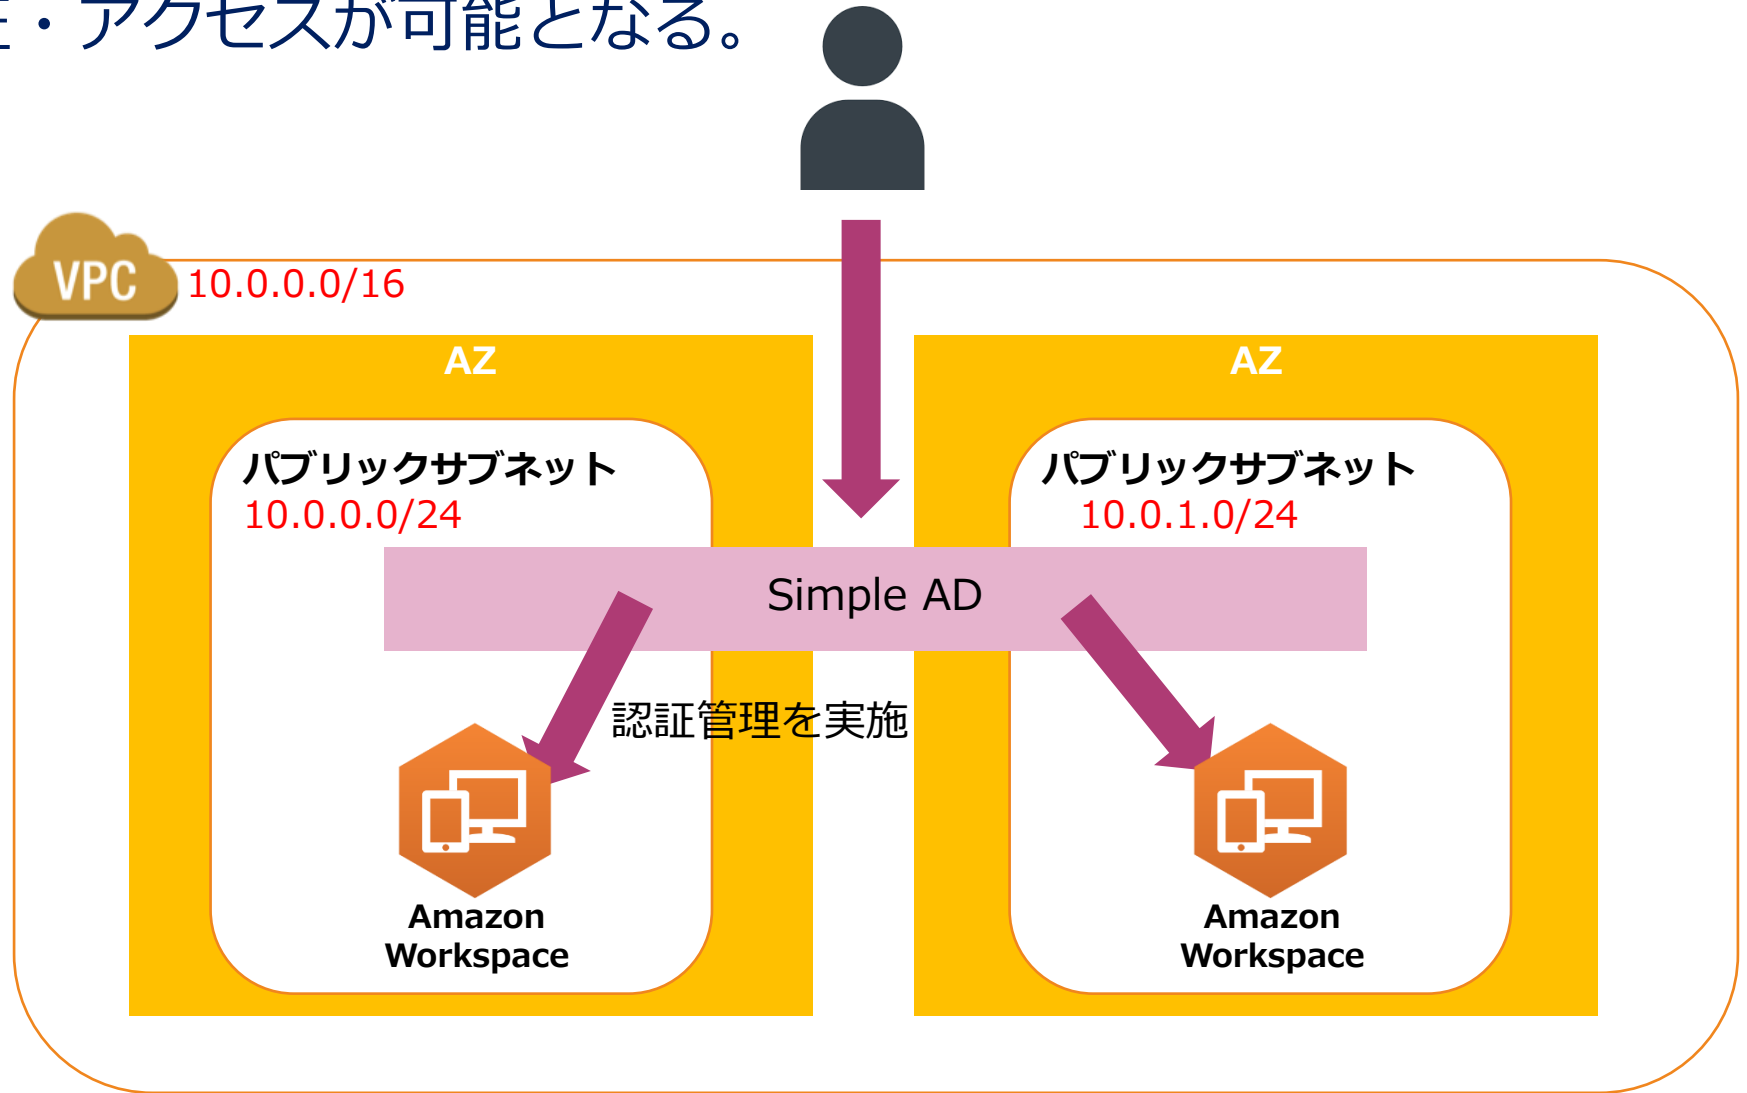 ・アクセスが可能となる。
VPC
10.0.0.0/16
AZ
AZ
パブリックサブネット
10.0.0.0/24
パブリックサブネット
10.0.1.0/24
Simple AD
認証管理を実施
Amazon
Workspace
Amazon
Workspace